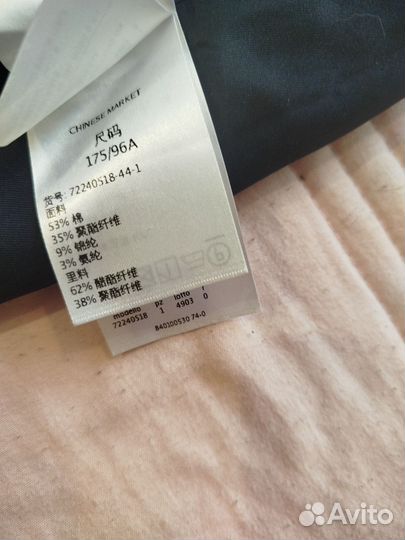 CHINESE MARKET
尺码
175/96A
货号: 72240518-44-1
面料
53% 棉
35% 聚酯纤维
9% 锦纶
3% 氨纶
里料
62% 醋酯纤维
38% 聚酯纤维
modello pz lotto r
72240518 1 4903 0
840100530 74-0
Avito